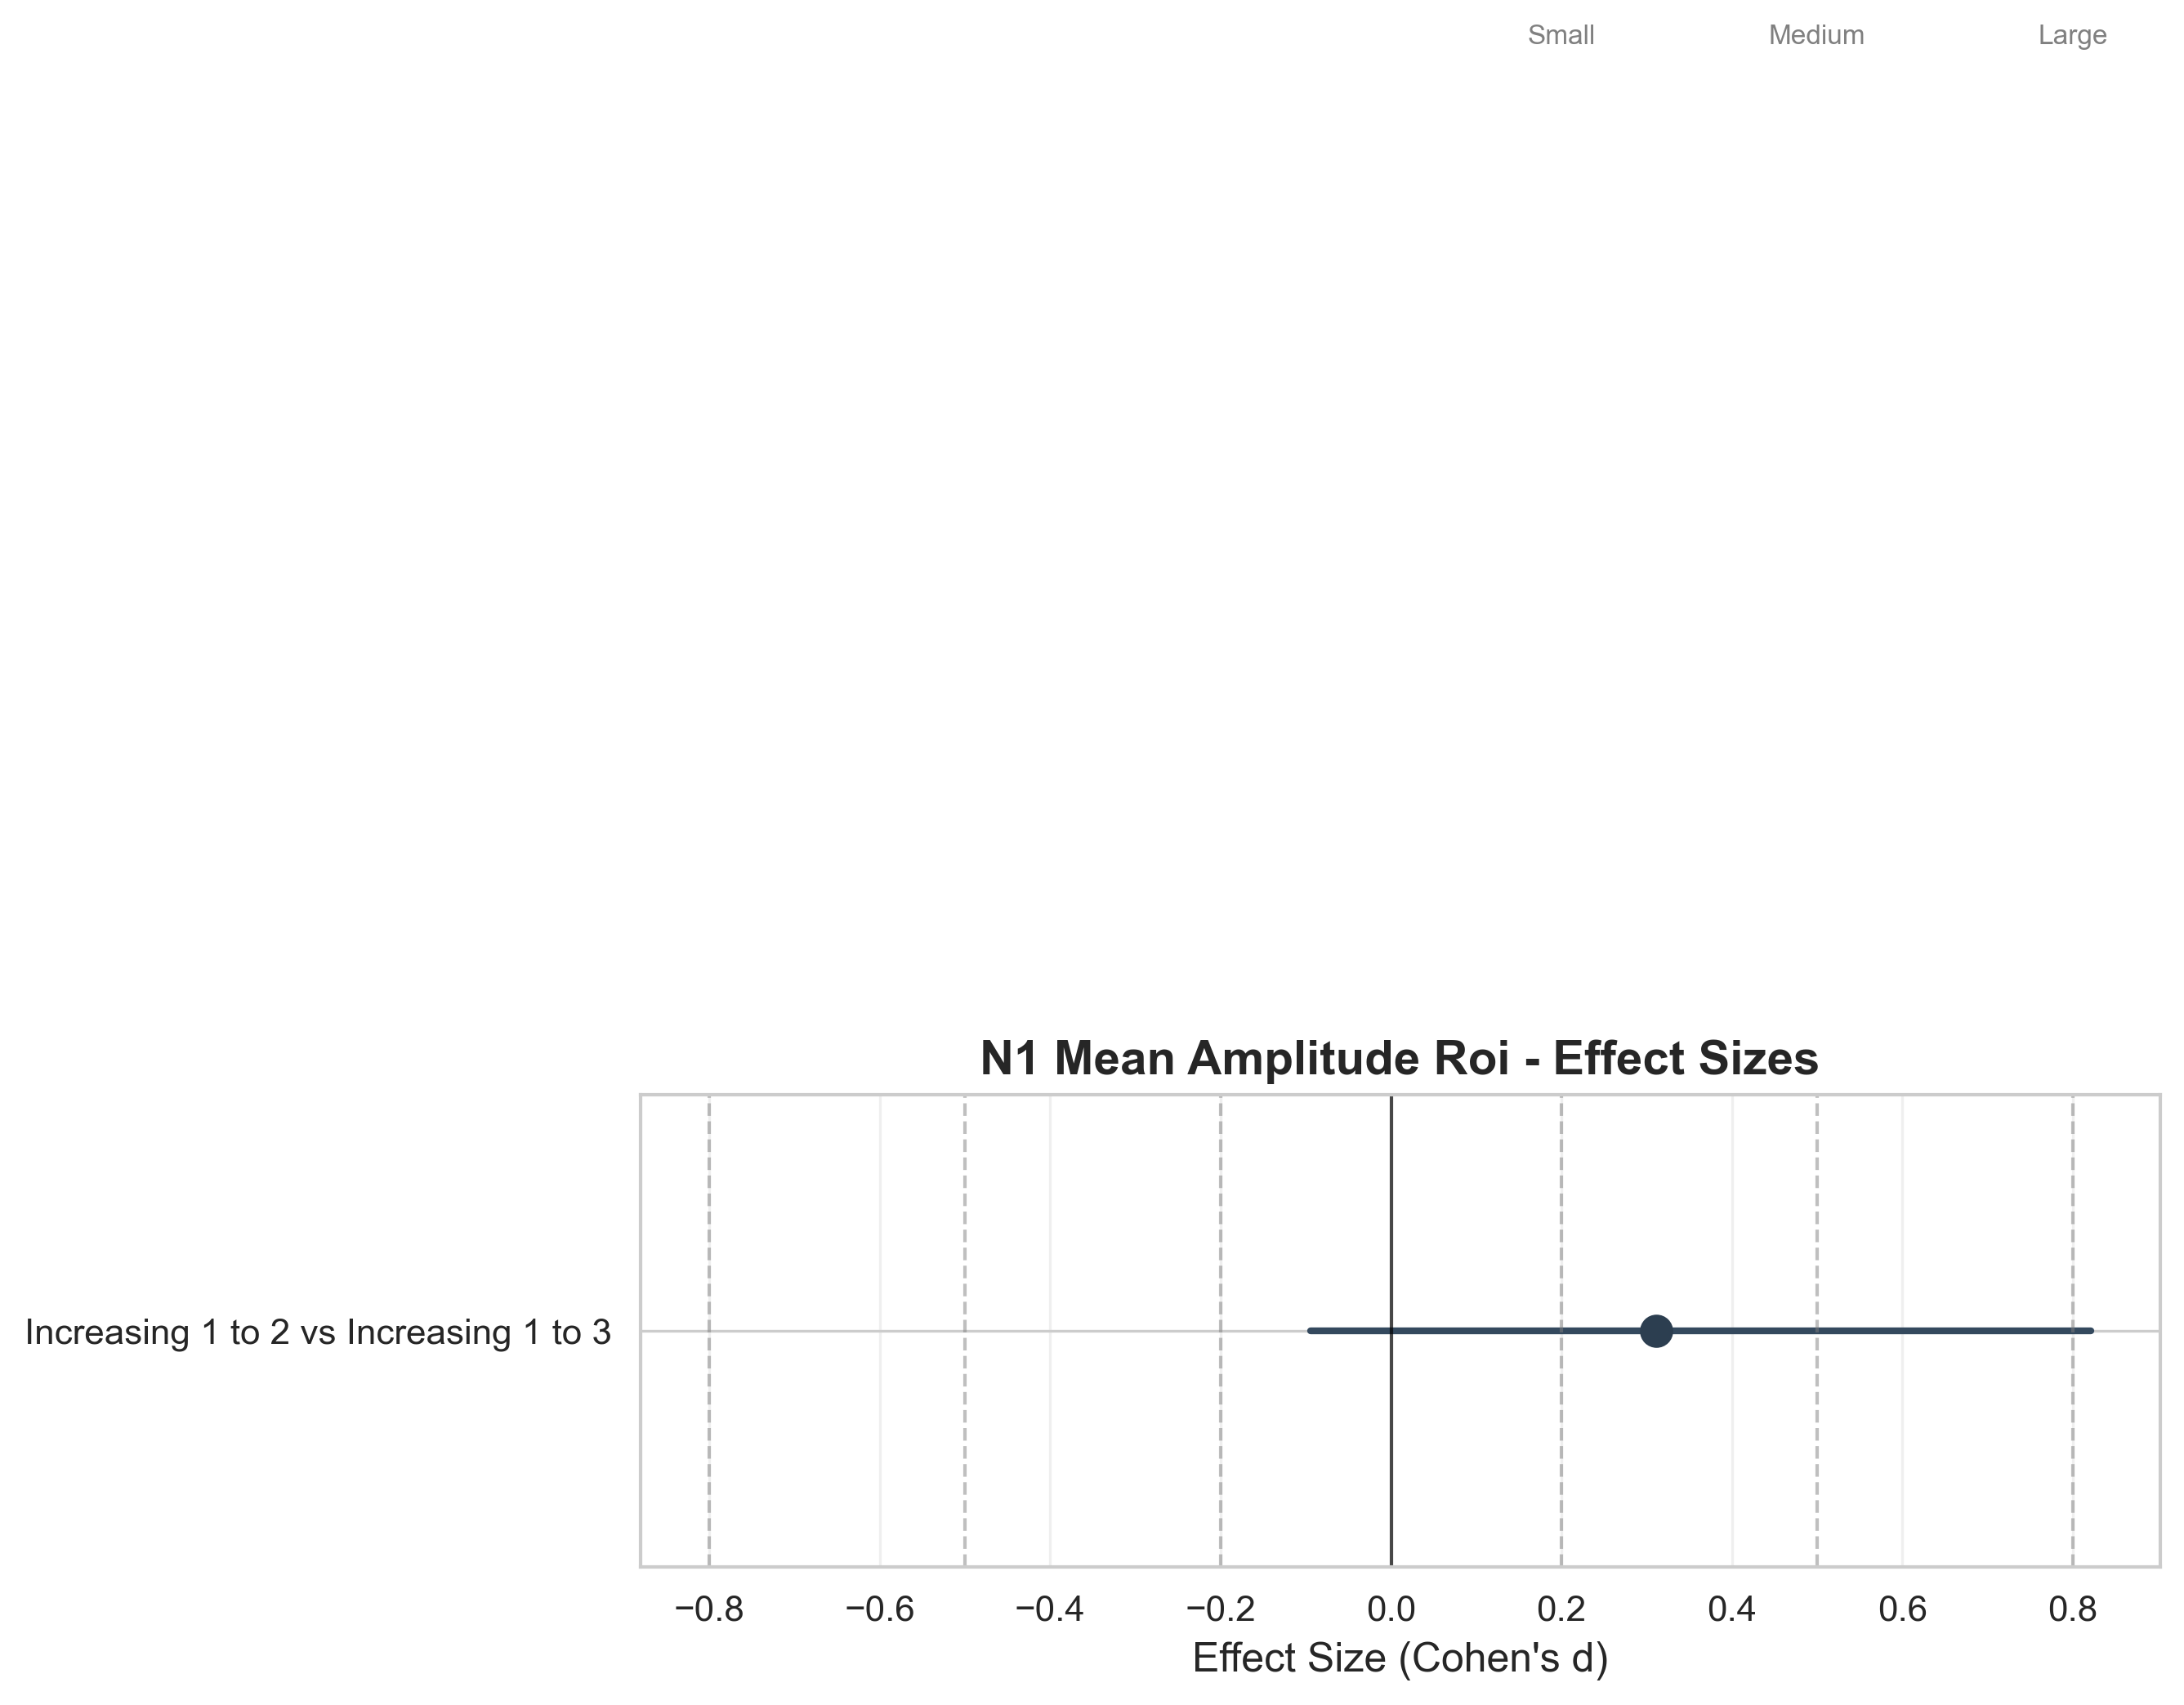 Small Medium Large
N1 Mean Amplitude Roi - Effect Sizes
Increasing 1 to 2 vs Increasing 1 to 3
−0.8 −0.6 −0.4 −0.2 0.0 0.2 0.4 0.6 0.8
Effect Size (Cohen's d)